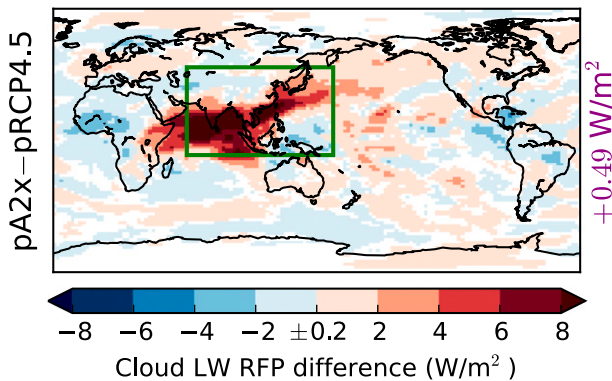 pA2x−pRCP4.5
+0.49 W/m²
−8 −6 −4 −2 ±0.2 2 4 6 8
Cloud LW RFP difference (W/m² )